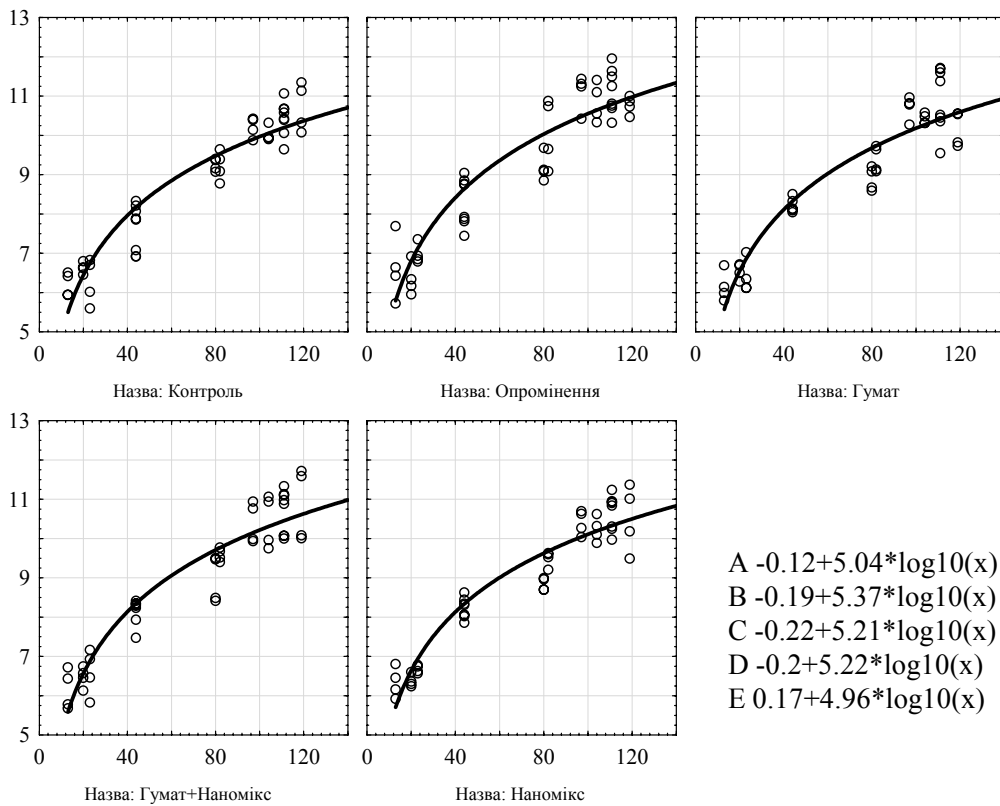 13
11
9
7
5
0 40 80 120
0 40 80 120
0 40 80 120
Назва: Контроль
Назва: Опромінення
Назва: Гумат
13
11
9
7
5
0 40 80 120
0 40 80 120
Назва: Гумат+Наномікс
Назва: Наномікс
A -0.12+5.04*log10(x)
B -0.19+5.37*log10(x)
C -0.22+5.21*log10(x)
D -0.2+5.22*log10(x)
E 0.17+4.96*log10(x)